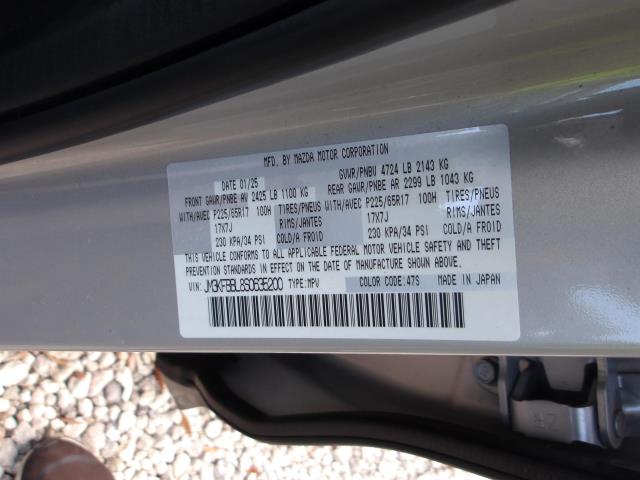 MFD. BY MAZDA MOTOR CORPORATION
DATE 01/25 GVWR/PNBV 4724 LB 2143 KG
FRONT GAWR/PNBE AV 2425 LB 1100 KG REAR GAWR/PNBE AR 2299 LB 1043 KG
WITH/AVEC P225/65R17 100H TIRES/PNEUS WITH/AVEC P225/65R17 100H TIRES/PNEUS
17X7J RIMS/JANTES 17X7J RIMS/JANTES
230 KPA/34 PSI COLD/A FROID 230 KPA/34 PSI COLD/A FROID
THIS VEHICLE CONFORMS TO ALL APPLICABLE FEDERAL MOTOR VEHICLE SAFETY AND THEFT
PREVENTION STANDARDS IN EFFECT ON THE DATE OF MANUFACTURE SHOWN ABOVE.
VIN: JM3KFBBL8S0635200 TYPE:MPV COLOR CODE:47S MADE IN JAPAN
ZR